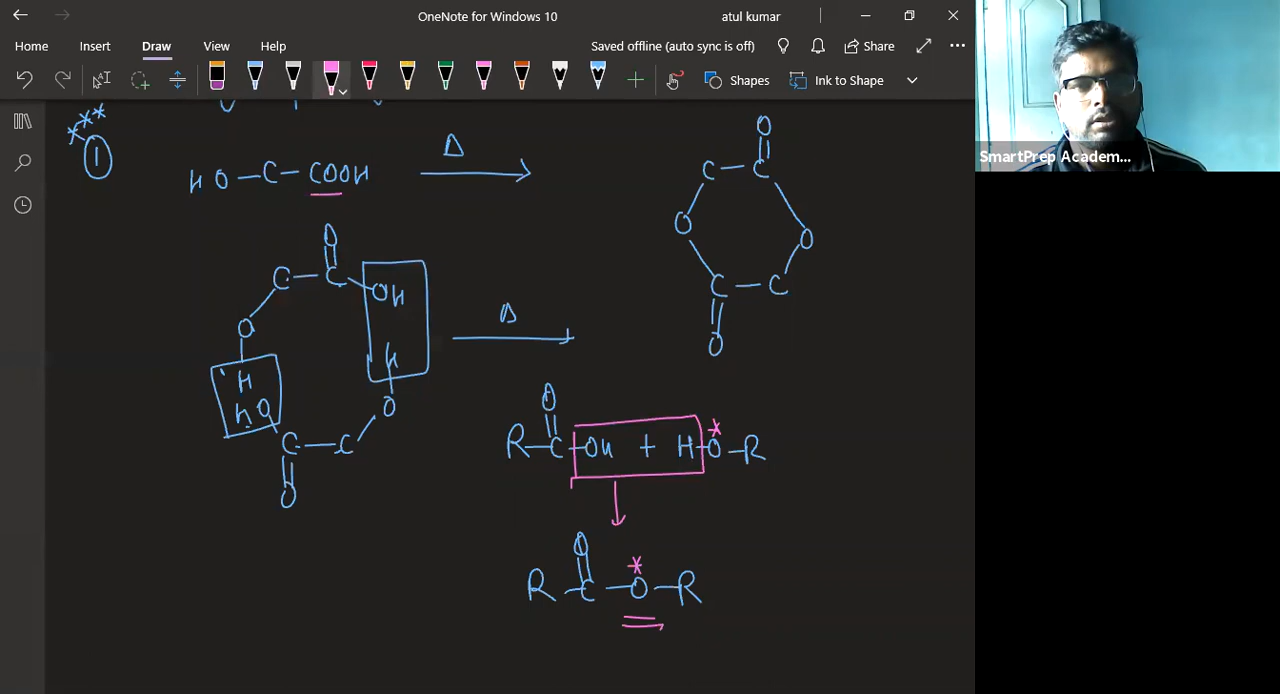 OneNote for Windows 10
atul kumar
Home Insert Draw View Help
Saved offline (auto sync is off)
Share
Shapes
Ink to Shape
SmartPrep Academ...
***
1
HO-C-COOH Δ
O
C-C
O O
C-C
O
O
C-C
OH
O
H
H
HO
O
C-C
O
Δ
O
R-C-OH + H-O*-R
O
R-C-O*-R